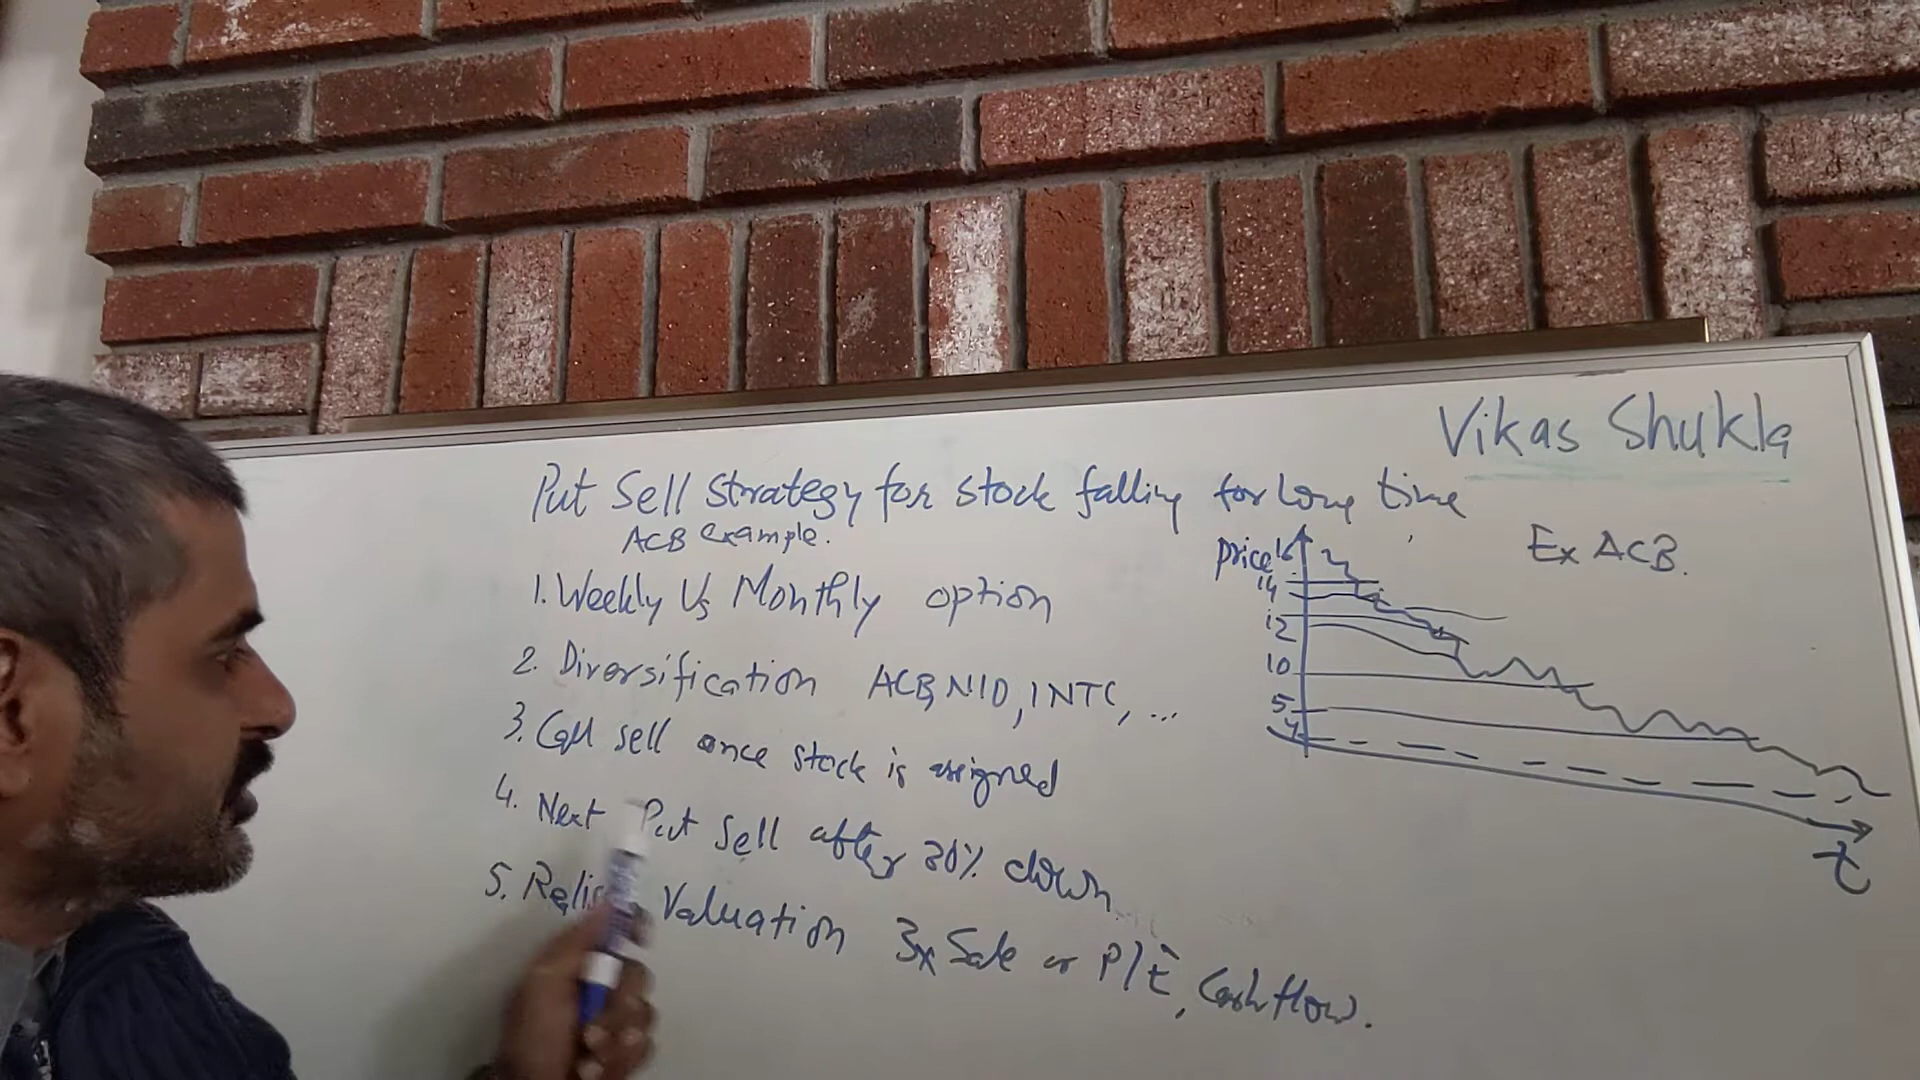 Vikas Shukla
Put Sell Strategy for stock falling for long time
ACB Example.
1. Weekly Vs Monthly option
2. Diversification ACB, NIO, INTC, ...
3. Call sell once stock is assigned
4. Next Put Sell after 30% down
5. Valuation 3x Sale or P/E, Cashflow.
Ex ACB.
Price 16
14
12
10
5
4
t